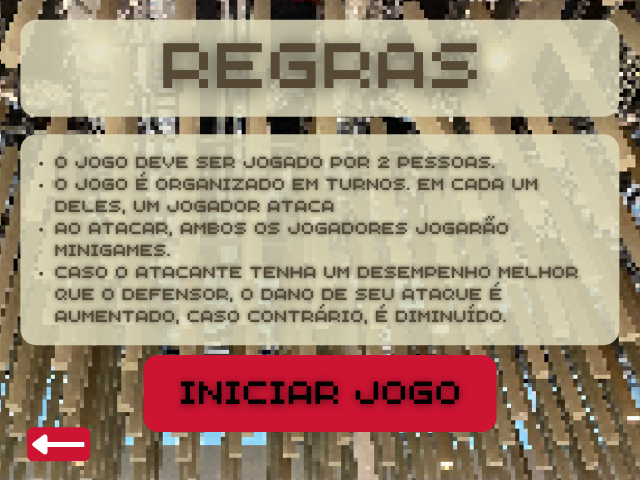 REGRAS
• O JOGO DEVE SER JOGADO POR 2 PESSOAS.
• O JOGO É ORGANIZADO EM TURNOS. EM CADA UM
DELES, UM JOGADOR ATACA
• AO ATACAR, AMBOS OS JOGADORES JOGARÃO
MINIGAMES.
• CASO O ATACANTE TENHA UM DESEMPENHO MELHOR
QUE O DEFENSOR, O DANO DE SEU ATAQUE É
AUMENTADO, CASO CONTRÁRIO, É DIMINUÍDO.
INICIAR JOGO